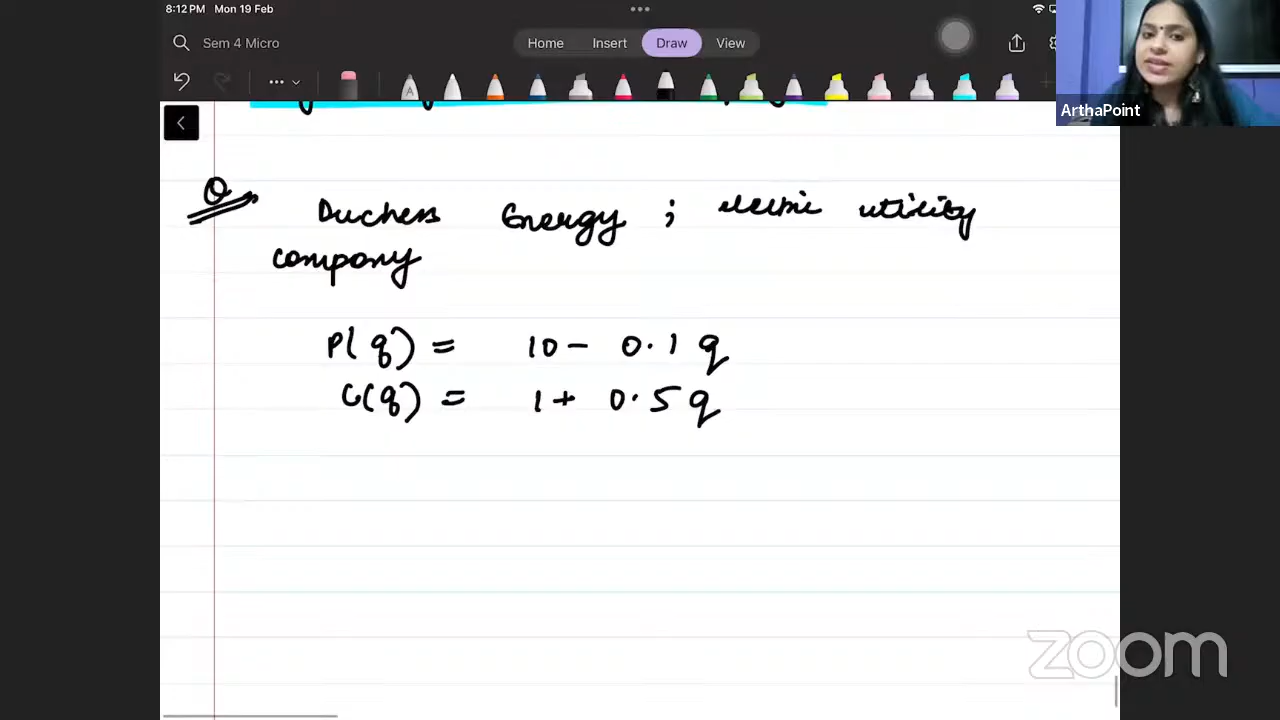 8:12 PM Mon 19 Feb
Sem 4 Micro
Home Insert Draw View
A
ArthaPoint
Q Duchess Energy ; electric utility
company
P(q) = 10 - 0.1 q
C(q) = 1 + 0.5 q
zoom